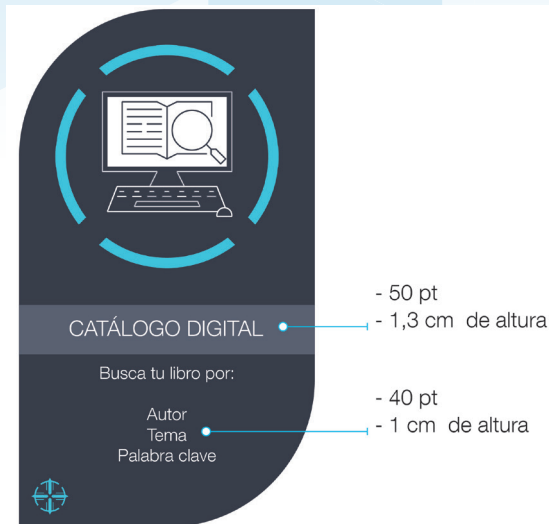 CATÁLOGO DIGITAL
- 50 pt
- 1,3 cm de altura
Busca tu libro por:
Autor
Tema
Palabra clave
- 40 pt
- 1 cm de altura